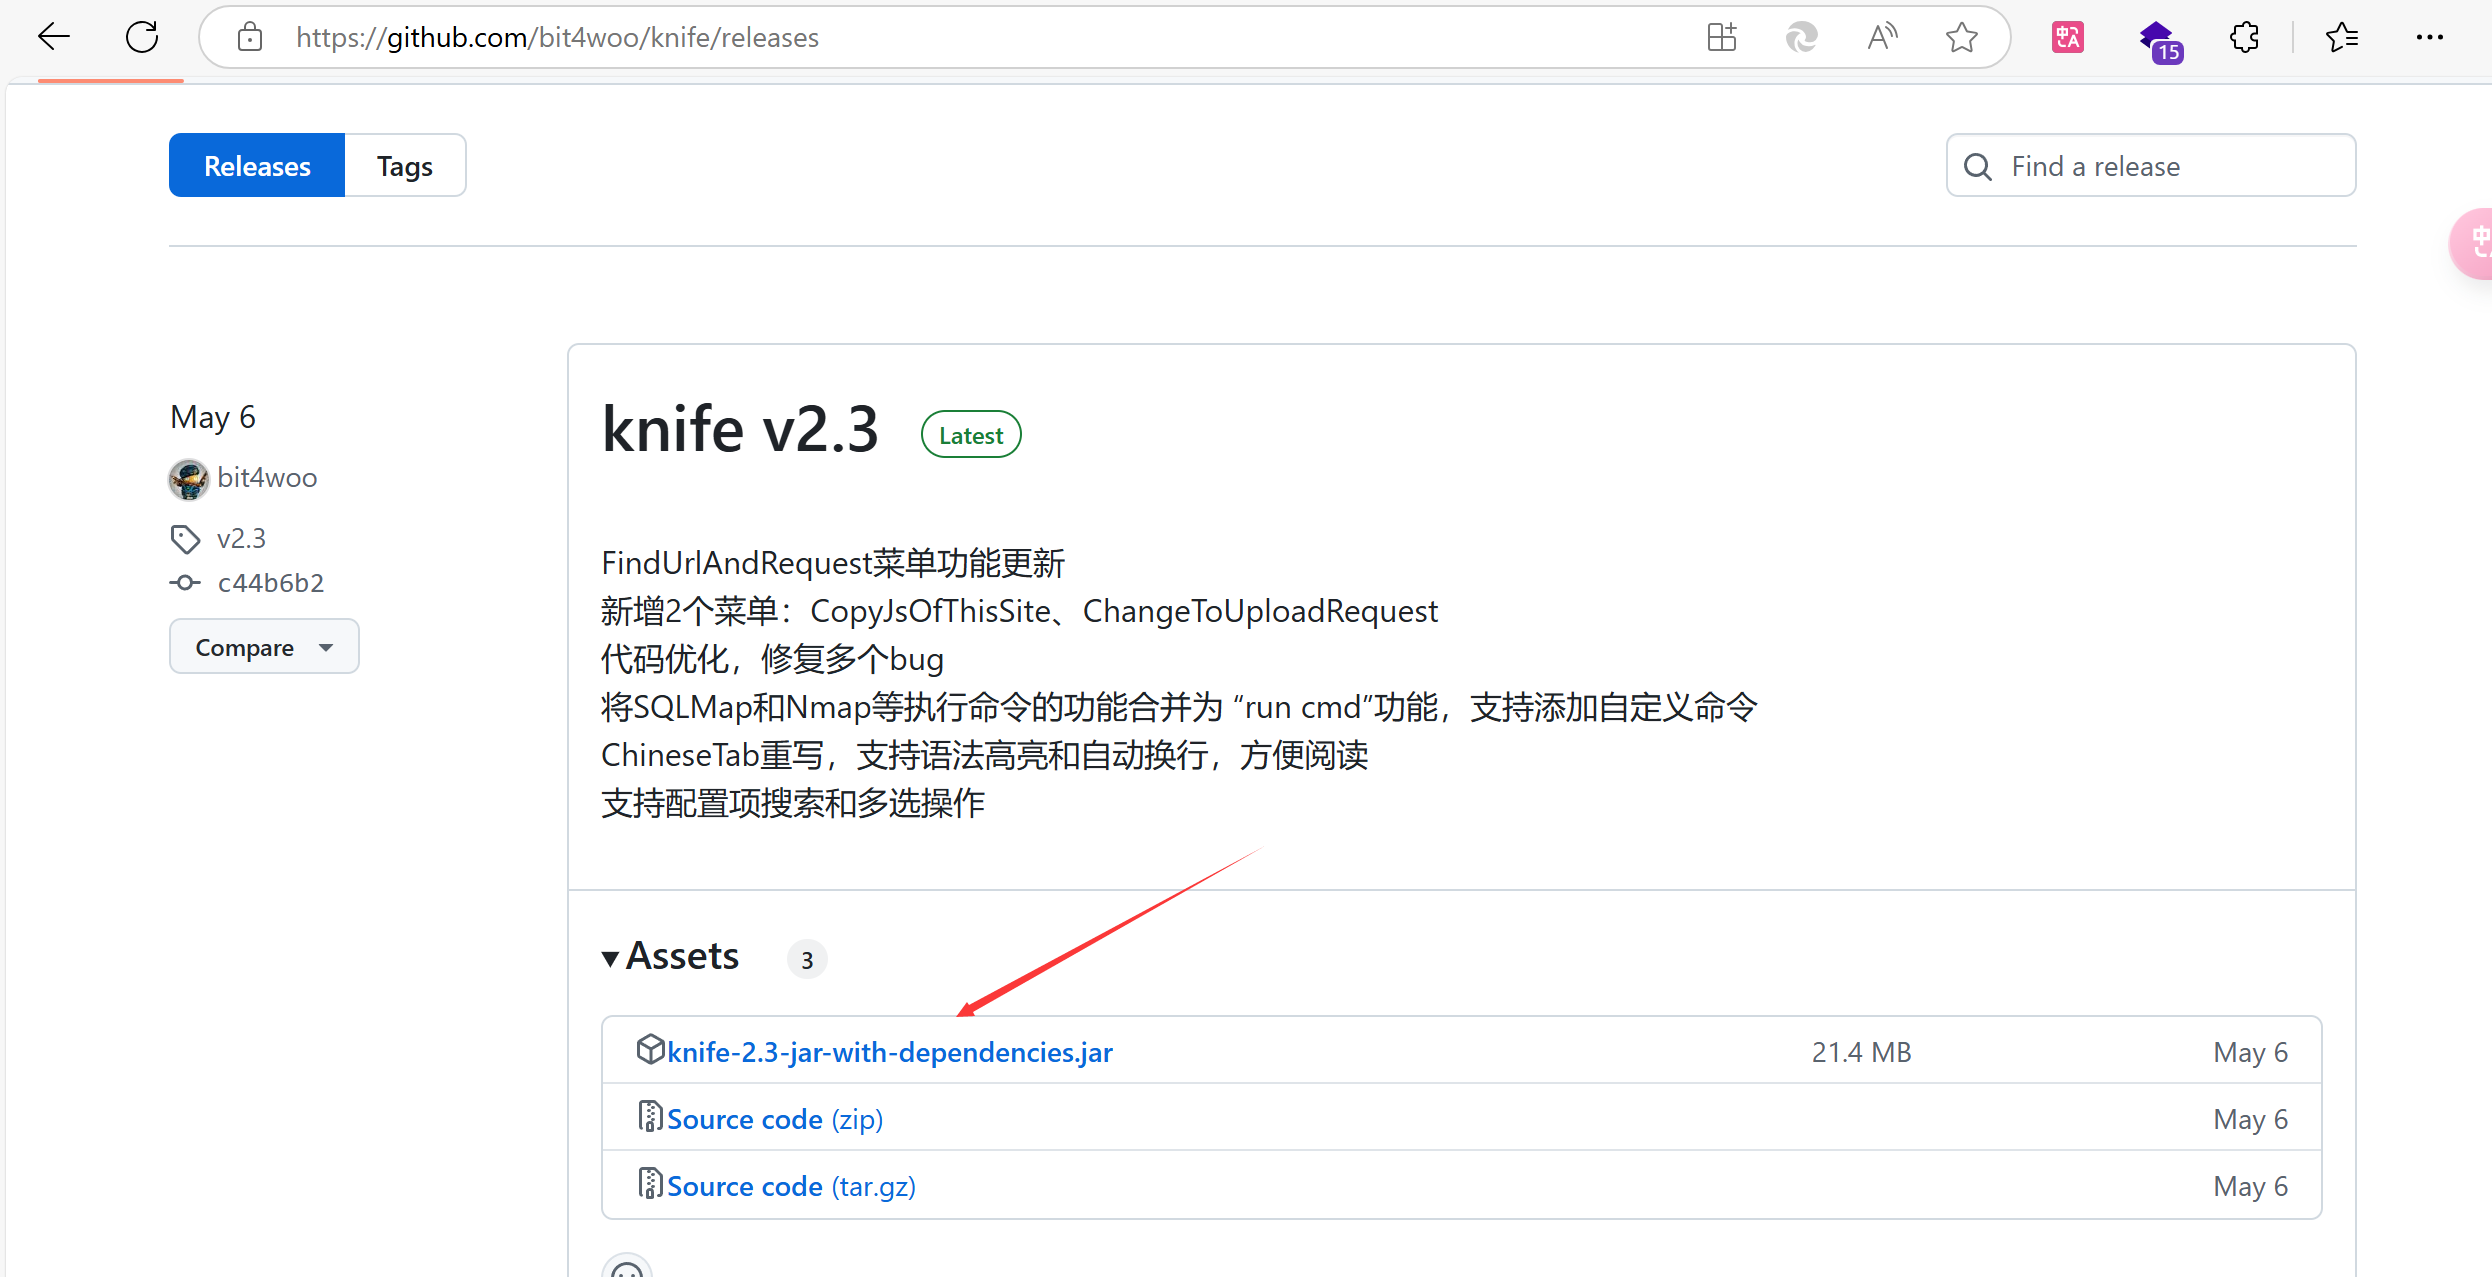 https://github.com/bit4woo/knife/releases
15
Releases
Tags
Find a release
May 6
bit4woo
v2.3
c44b6b2
Compare
knife v2.3
Latest
FindUrlAndRequest菜单功能更新
新增2个菜单：CopyJsOfThisSite、ChangeToUploadRequest
代码优化，修复多个bug
将SQLMap和Nmap等执行命令的功能合并为 “run cmd”功能，支持添加自定义命令
ChineseTab重写，支持语法高亮和自动换行，方便阅读
支持配置项搜索和多选操作
Assets
3
knife-2.3-jar-with-dependencies.jar
21.4 MB
May 6
Source code (zip)
May 6
Source code (tar.gz)
May 6